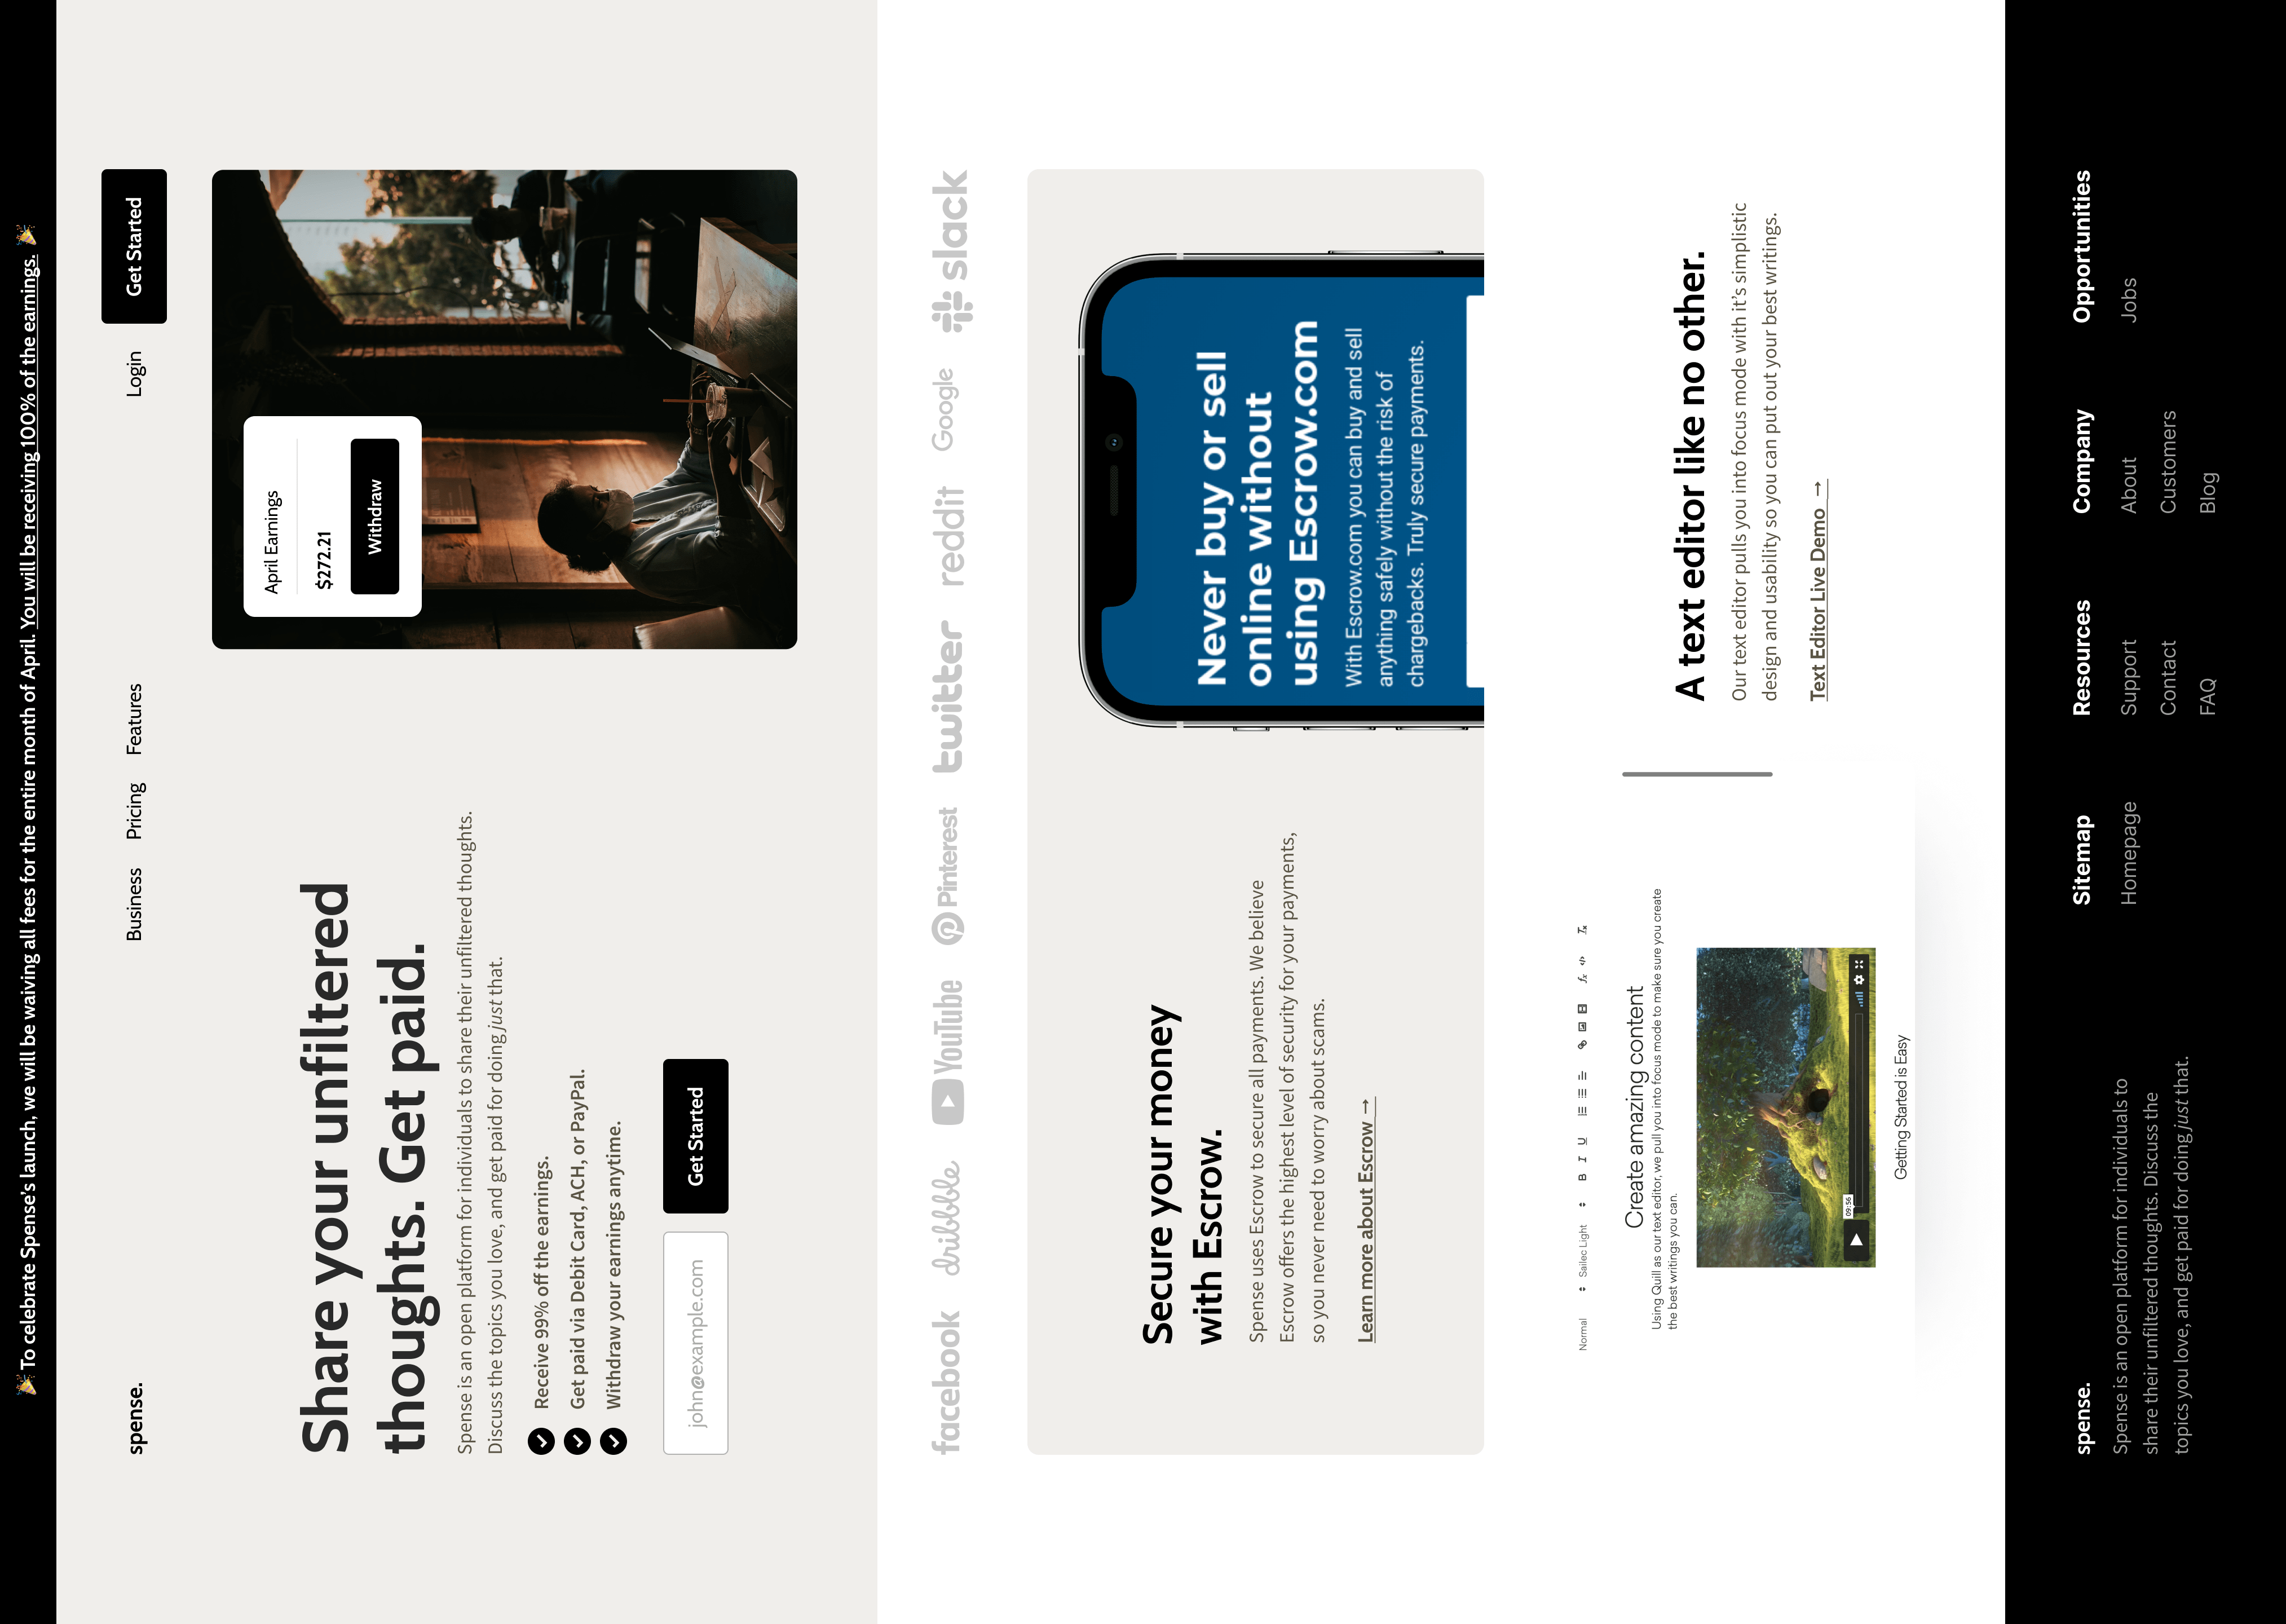 🎉 To celebrate Spense's launch, we will be waiving all fees for the entire month of April. You will be receiving 100% of the earnings. 🎉
spense.
Business
Pricing
Features
Login
Get Started
Share your unfiltered
thoughts. Get paid.
Spense is an open platform for individuals to share their unfiltered thoughts.
Discuss the topics you love, and get paid for doing just that.
Receive 99% off the earnings.
Get paid via Debit Card, ACH, or PayPal.
Withdraw your earnings anytime.
john@example.com
Get Started
April Earnings
$272.21
Withdraw
facebook
dribbble
YouTube
Pinterest
twitter
reddit
Google
slack
Secure your money
with Escrow.
Spense uses Escrow to secure all payments. We believe
Escrow offers the highest level of security for your payments,
so you never need to worry about scams.
Learn more about Escrow →
Never buy or sell
online without
using Escrow.com
With Escrow.com you can buy and sell
anything safely without the risk of
chargebacks. Truly secure payments.
Normal
Sailec Light
B I U
Create amazing content
Using Quill as our text editor, we pull you into focus mode to make sure you create
the best writings you can.
09:56
Getting Started is Easy
A text editor like no other.
Our text editor pulls you into focus mode with it's simplistic
design and usability so you can put out your best writings.
Text Editor Live Demo →
spense.
Spense is an open platform for individuals to
share their unfiltered thoughts. Discuss the
topics you love, and get paid for doing just that.
Sitemap
Homepage
Resources
Support
Contact
FAQ
Company
About
Customers
Blog
Opportunities
Jobs